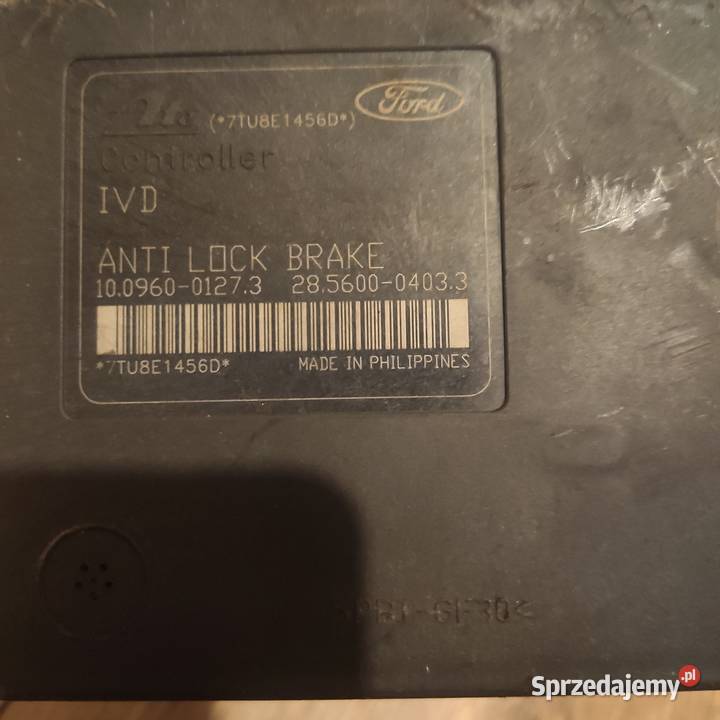 Ate (*7TU8E1456D*) Ford
Controller
IVD
ANTI LOCK BRAKE
10.0960-0127.3 28.5600-0403.3
*7TU8E1456D* MADE IN PHILIPPINES
Sprzedajemy.pl